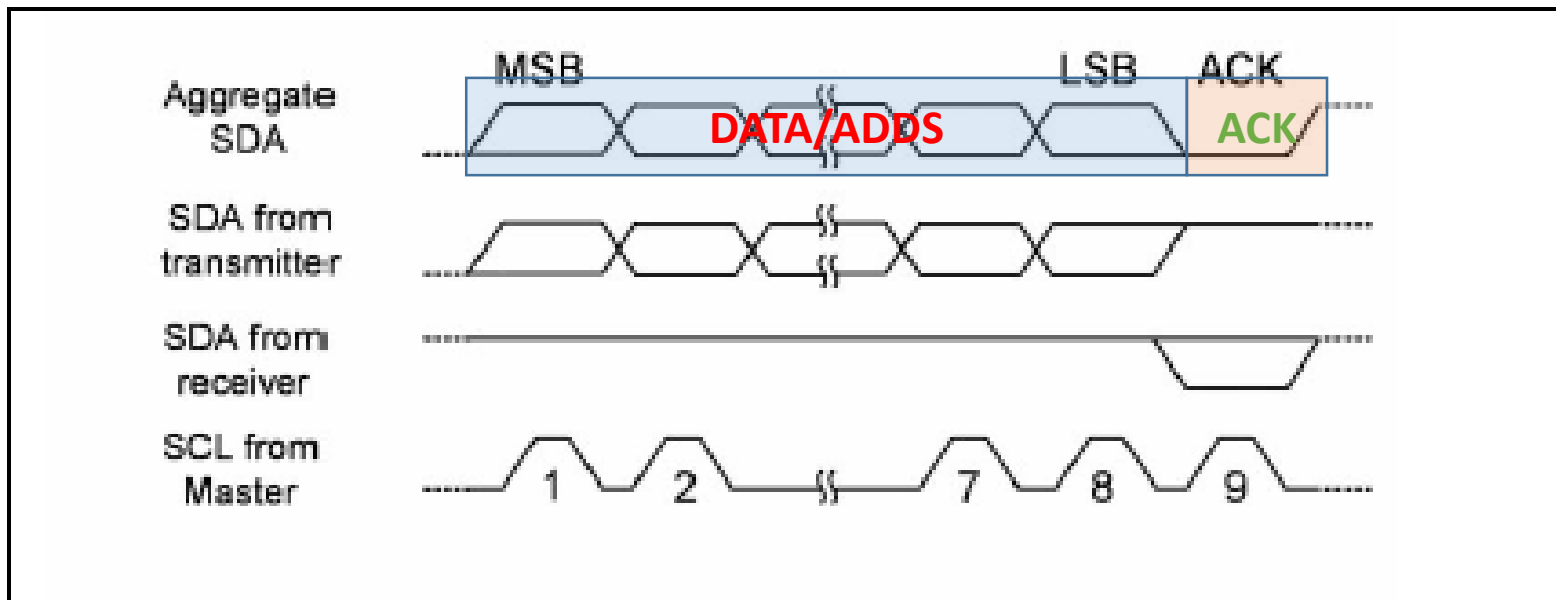 MSB LSB ACK
Aggregate
SDA
DATA/ADDS ACK
SDA from
transmitter
SDA from
receiver
SCL from
Master
1 2 7 8 9